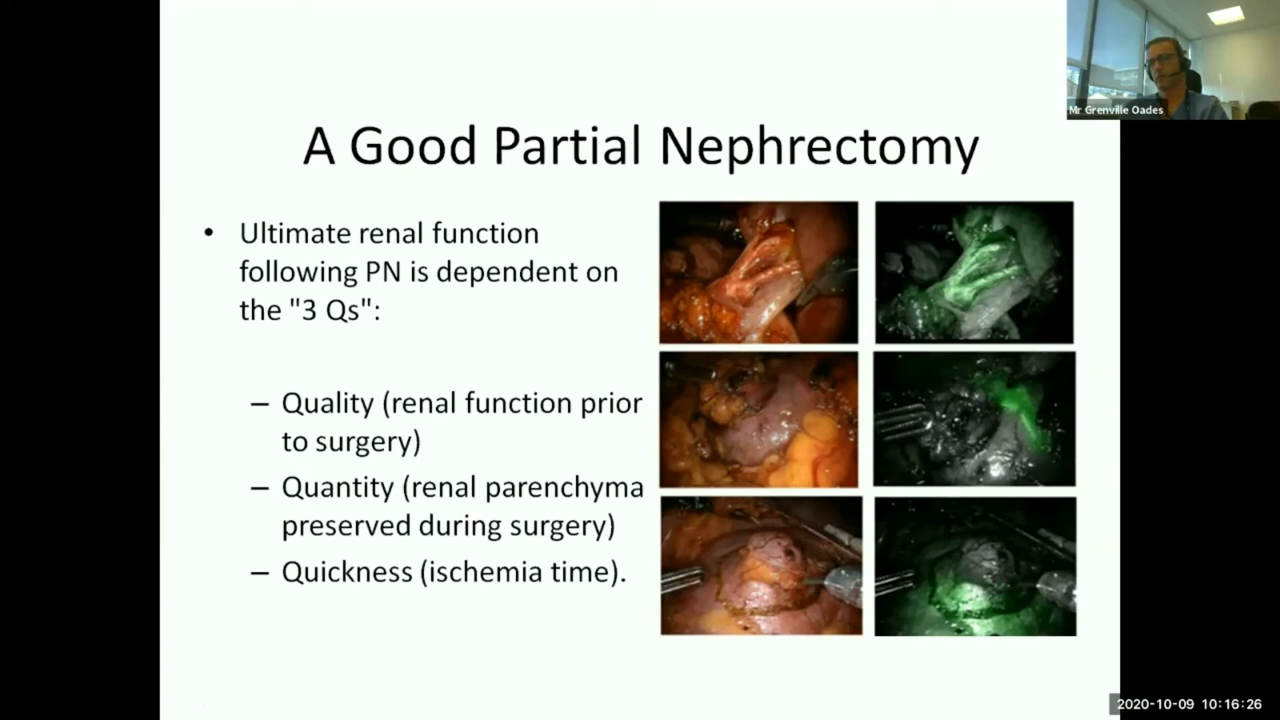 Mr Grenville Oades
A Good Partial Nephrectomy
• Ultimate renal function
following PN is dependent on
the "3 Qs":
– Quality (renal function prior
to surgery)
– Quantity (renal parenchyma
preserved during surgery)
– Quickness (ischemia time).
2020-10-09 10:16:26